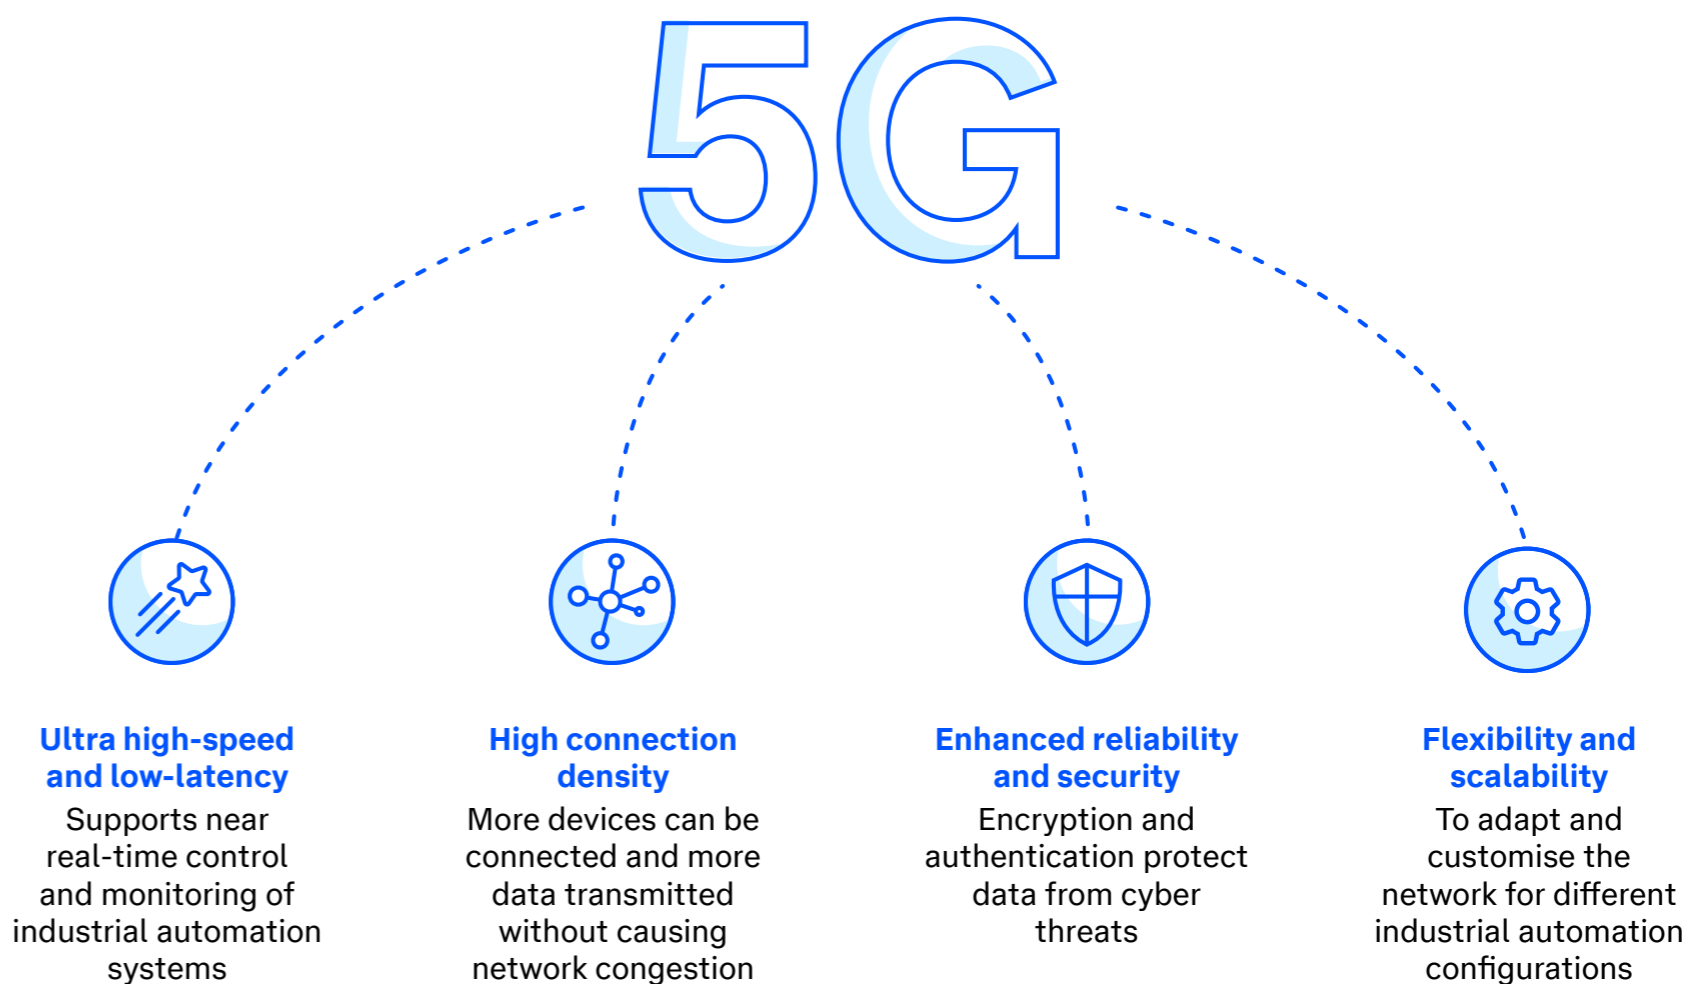 5G
Ultra high-speed
and low-latency
Supports near
real-time control
and monitoring of
industrial automation
systems
High connection
density
More devices can be
connected and more
data transmitted
without causing
network congestion
Enhanced reliability
and security
Encryption and
authentication protect
data from cyber
threats
Flexibility and
scalability
To adapt and
customise the
network for different
industrial automation
configurations